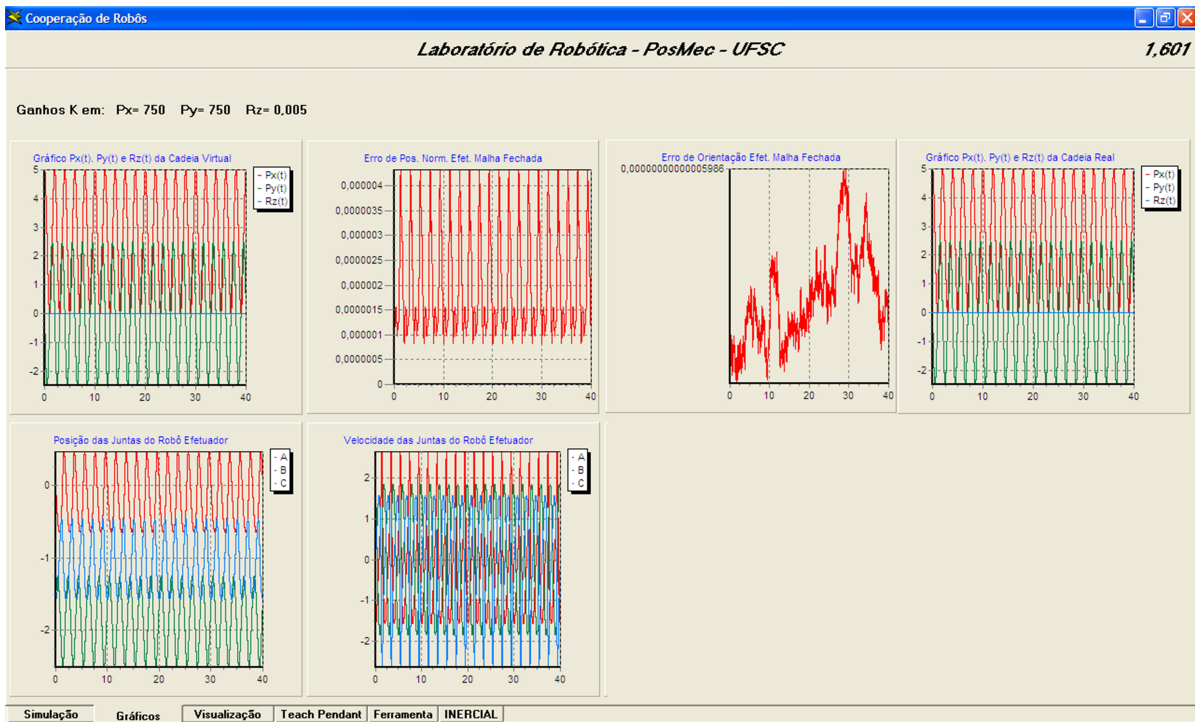 Cooperação de Robôs
Laboratório de Robótica - PosMec - UFSC
1,601
Ganhos K em: Px= 750 Py= 750 Rz= 0,005
Gráfico Px(t). Py(t) e Rz(t) da Cadeia Virtual
Px(t)
Py(t)
Rz(t)
5
4
3
2
1
0
-1
-2
0 10 20 30 40
Erro de Pos. Norm. Efet. Malha Fechada
0,000004
0,0000035
0,000003
0,0000025
0,000002
0,0000015
0,000001
0,0000005
0
0 10 20 30 40
Erro de Orientação Efet. Malha Fechada
0,00000000000005986
0 10 20 30 40
Gráfico Px(t). Py(t) e Rz(t) da Cadeia Real
Px(t)
Py(t)
Rz(t)
5
4
3
2
1
0
-1
-2
0 10 20 30 40
Posição das Juntas do Robô Efetuador
A
B
C
0
-1
-2
0 10 20 30 40
Velocidade das Juntas do Robô Efetuador
A
B
C
2
1
0
-1
-2
0 10 20 30 40
Simulação Gráficos Visualização Teach Pendant Ferramenta INERCIAL